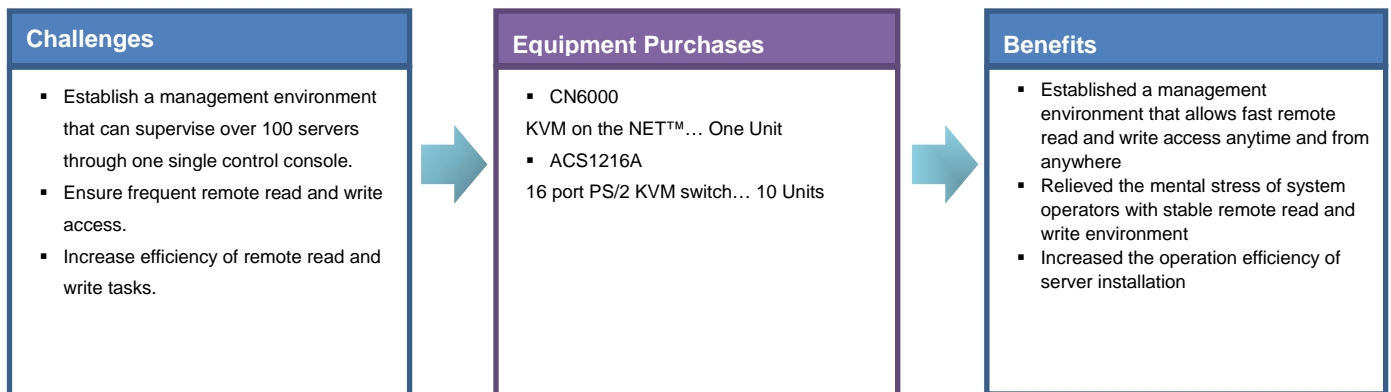 Challenges
▪ Establish a management environment
that can supervise over 100 servers
through one single control console.
▪ Ensure frequent remote read and write
access.
▪ Increase efficiency of remote read and
write tasks.
Equipment Purchases
▪ CN6000
KVM on the NET™… One Unit
▪ ACS1216A
16 port PS/2 KVM switch… 10 Units
Benefits
▪ Established a management
environment that allows fast remote
read and write access anytime and from
anywhere
▪ Relieved the mental stress of system
operators with stable remote read and
write environment
▪ Increased the operation efficiency of
server installation